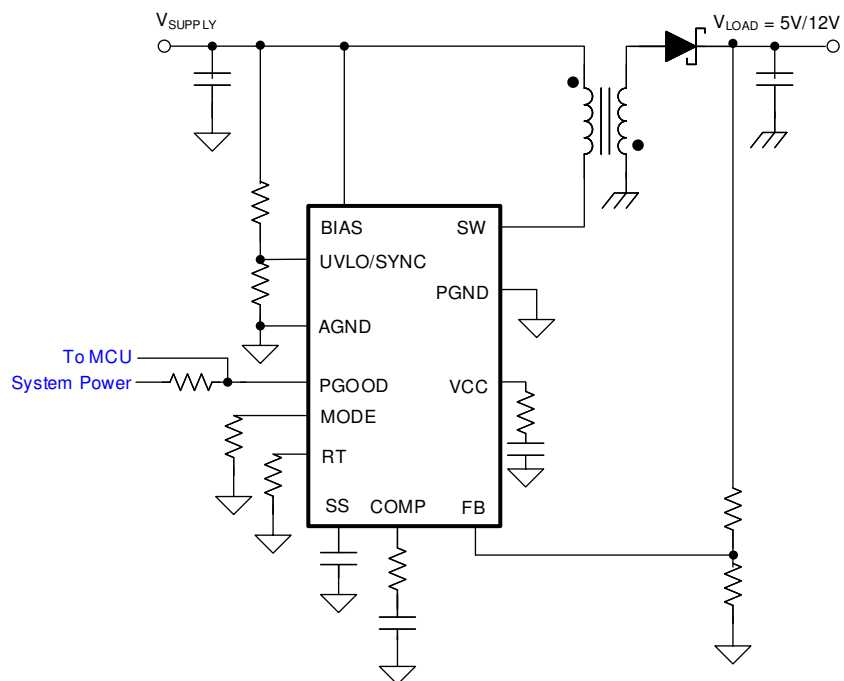 VSUPPLY
VLOAD = 5V/12V
BIAS
SW
UVLO/SYNC
PGND
AGND
To MCU
System Power
PGOOD
VCC
MODE
RT
SS
COMP
FB